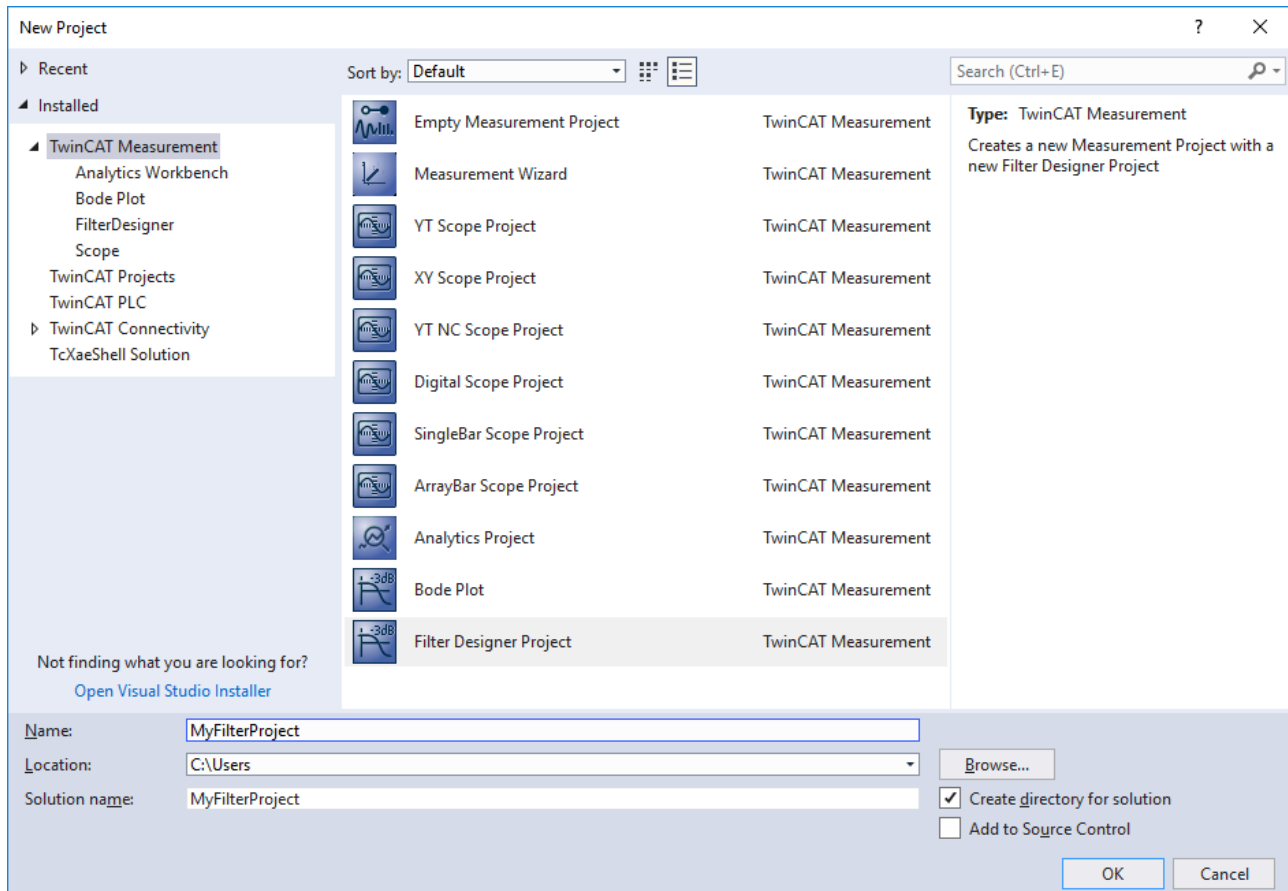 New Project
?
Recent
Installed
TwinCAT Measurement
Analytics Workbench
Bode Plot
FilterDesigner
Scope
TwinCAT Projects
TwinCAT PLC
TwinCAT Connectivity
TcXaeShell Solution
Not finding what you are looking for?
Open Visual Studio Installer
Sort by: Default
Empty Measurement Project TwinCAT Measurement
Measurement Wizard TwinCAT Measurement
YT Scope Project TwinCAT Measurement
XY Scope Project TwinCAT Measurement
YT NC Scope Project TwinCAT Measurement
Digital Scope Project TwinCAT Measurement
SingleBar Scope Project TwinCAT Measurement
ArrayBar Scope Project TwinCAT Measurement
Analytics Project TwinCAT Measurement
-3dB
Bode Plot TwinCAT Measurement
-3dB
Filter Designer Project TwinCAT Measurement
Search (Ctrl+E)
Type: TwinCAT Measurement
Creates a new Measurement Project with a
new Filter Designer Project
Name: MyFilterProject
Location: C:\Users
Browse...
Solution name: MyFilterProject
Create directory for solution
Add to Source Control
OK
Cancel